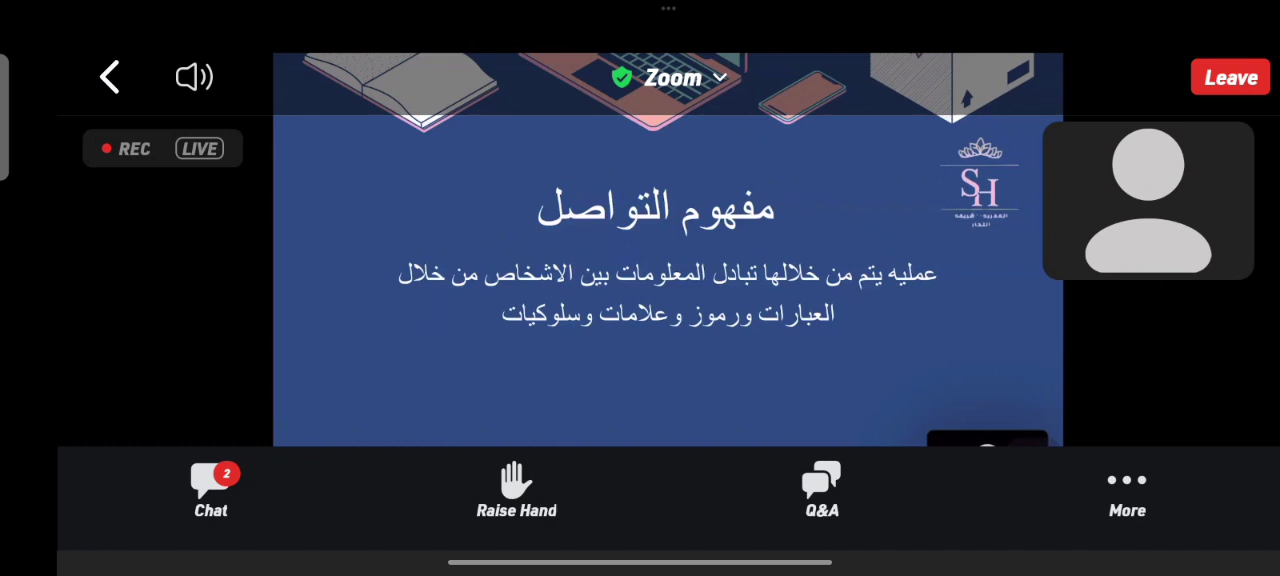 Zoom
Leave
REC LIVE
SH
مفهوم التواصل
عمليه يتم من خلالها تبادل المعلومات بين الاشخاص من خلال
العبارات ورموز وعلامات وسلوكيات
2
Chat
Raise Hand
Q&A
More